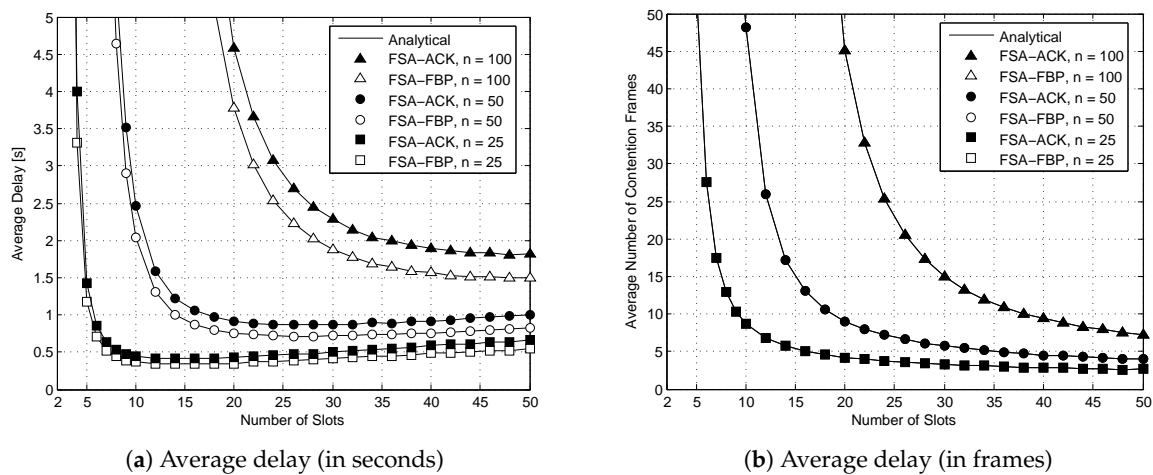 5
4.5
4
3.5
3
2.5
2
1.5
1
0.5
0
Average Delay [s]
2 5 10 15 20 25 30 35 40 45 50
Number of Slots
Analytical
FSA−ACK, n = 100
FSA−FBP, n = 100
FSA−ACK, n = 50
FSA−FBP, n = 50
FSA−ACK, n = 25
FSA−FBP, n = 25
(a) Average delay (in seconds)
50
45
40
35
30
25
20
15
10
5
0
Average Number of Contention Frames
2 5 10 15 20 25 30 35 40 45 50
Number of Slots
Analytical
FSA−ACK, n = 100
FSA−FBP, n = 100
FSA−ACK, n = 50
FSA−FBP, n = 50
FSA−ACK, n = 25
FSA−FBP, n = 25
(b) Average delay (in frames)